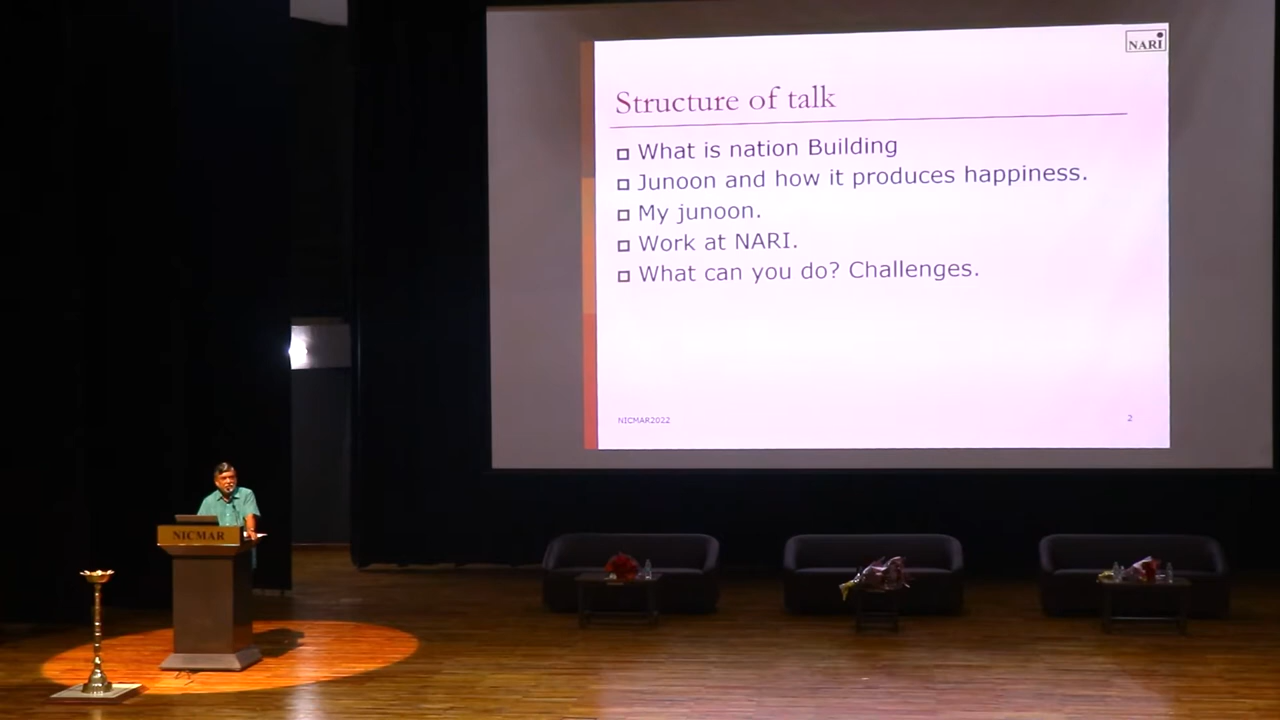 NARI
Structure of talk
What is nation Building
Junoon and how it produces happiness.
My junoon.
Work at NARI.
What can you do? Challenges.
NICMAR2022
2
NICMAR